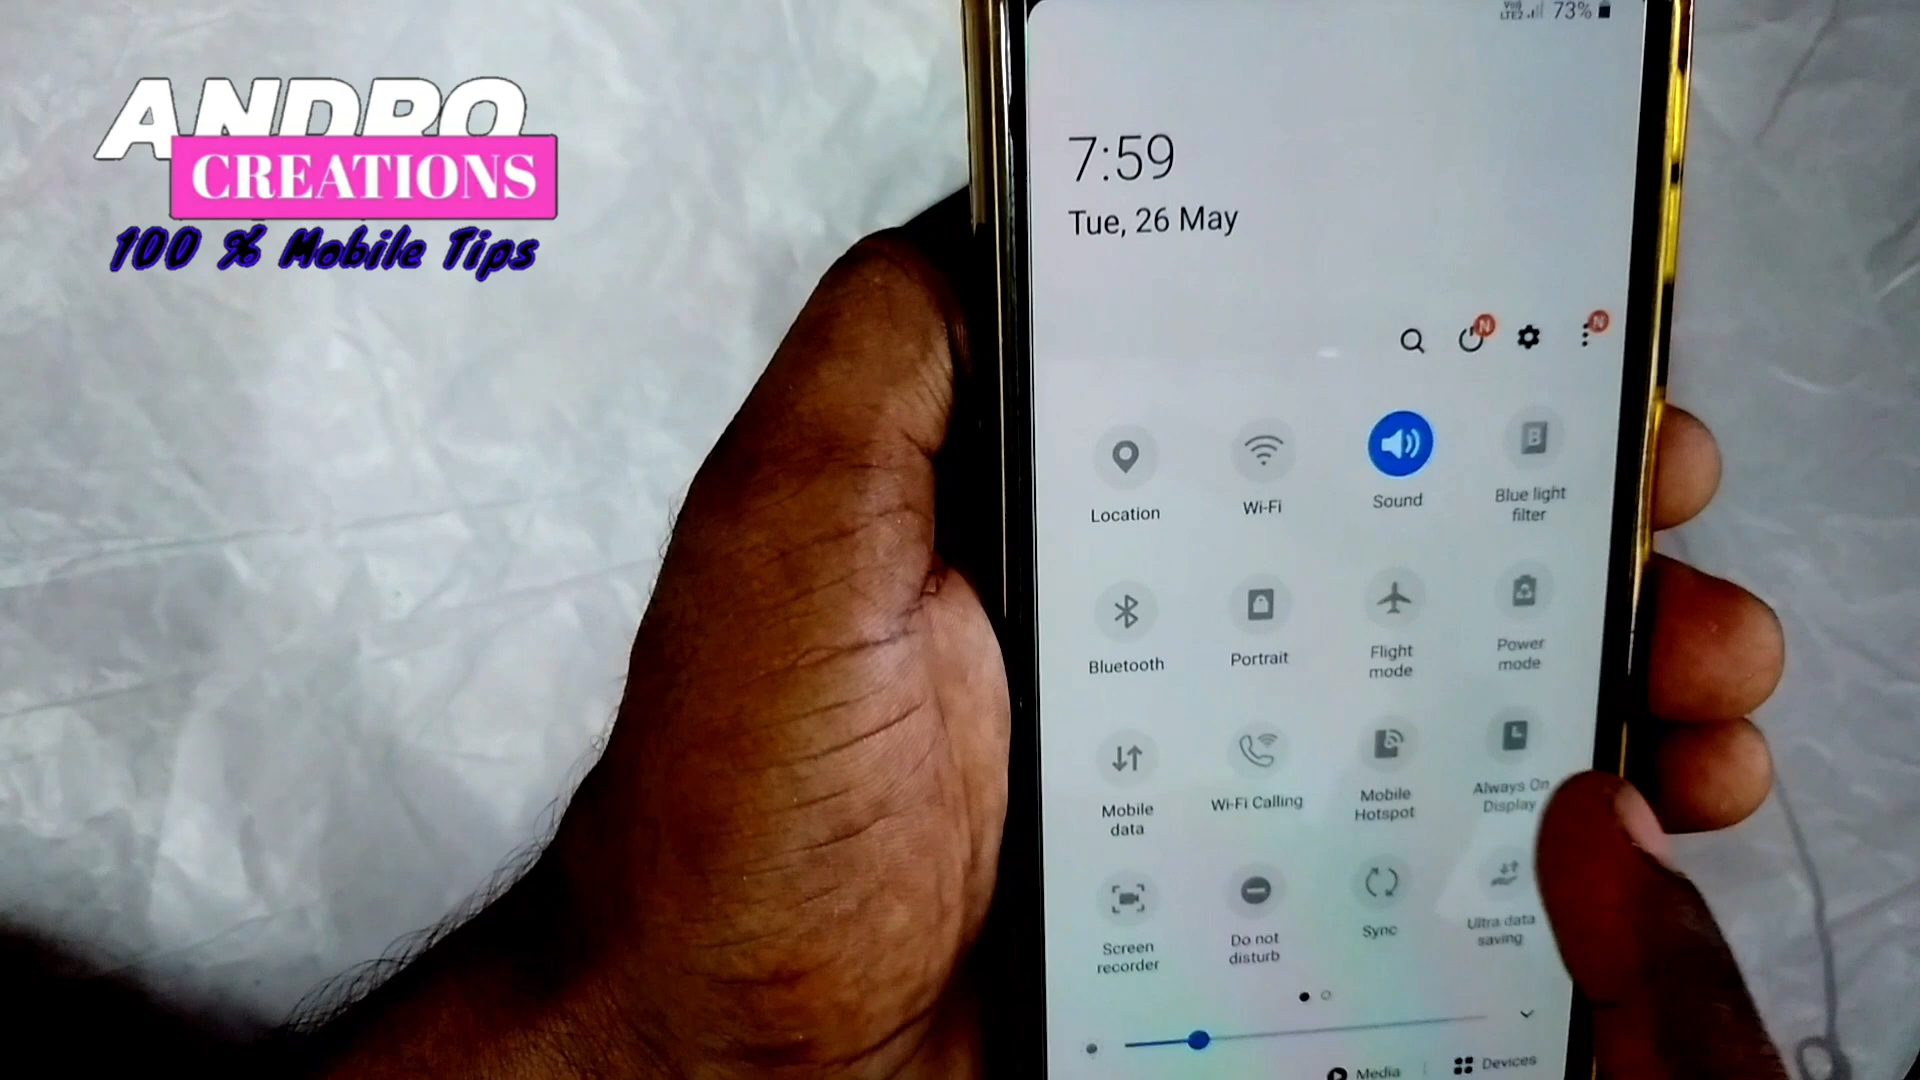 ANDRO
CREATIONS
100 % Mobile Tips
Vo))
LTE2 73%
7:59
Tue, 26 May
N
N
Location
Wi-Fi
Sound
B
Blue light
filter
Bluetooth
Portrait
Flight
mode
Power
mode
Mobile
data
Wi-Fi Calling
Mobile
Hotspot
Always On
Display
Screen
recorder
Do not
disturb
Sync
Ultra data
saving
Media
Devices